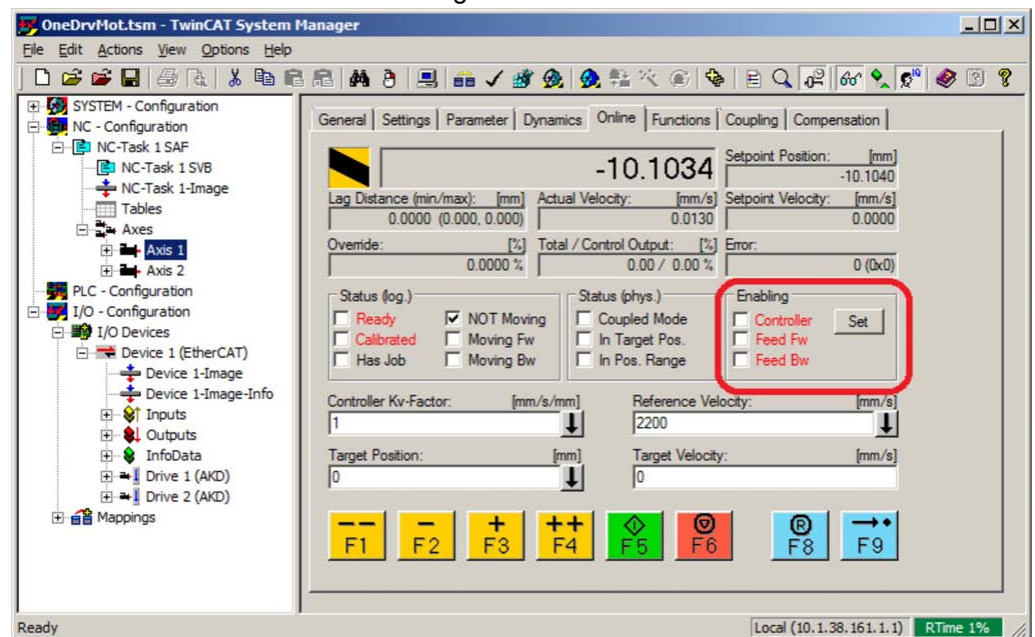 OneDrvMot.tsm - TwinCAT System Manager
File Edit Actions View Options Help
SYSTEM - Configuration
NC - Configuration
NC-Task 1 SAF
NC-Task 1 SVB
NC-Task 1-Image
Tables
Axes
Axis 1
Axis 2
PLC - Configuration
I/O - Configuration
I/O Devices
Device 1 (EtherCAT)
Device 1-Image
Device 1-Image-Info
Inputs
Outputs
InfoData
Drive 1 (AKD)
Drive 2 (AKD)
Mappings
General Settings Parameter Dynamics Online Functions Coupling Compensation
-10.1034
Setpoint Position: [mm]
-10.1040
Lag Distance (min/max): [mm] Actual Velocity: [mm/s] Setpoint Velocity: [mm/s]
0.0000 (0.000, 0.000) 0.0130 0.0000
Override: [%] Total / Control Output: [%] Error:
0.0000 % 0.00 / 0.00 % 0 (0x0)
Status (log.) Status (phys.) Enabling
Ready NOT Moving Coupled Mode Controller Set
Calibrated Moving Fw In Target Pos. Feed Fw
Has Job Moving Bw In Pos. Range Feed Bw
Controller Kv-Factor: [mm/s/mm] Reference Velocity: [mm/s]
1 2200
Target Position: [mm] Target Velocity: [mm/s]
0 0
-- - + ++ R
F1 F2 F3 F4 F5 F6 F8 F9
Ready Local (10.1.38.161.1.1) RTime 1%